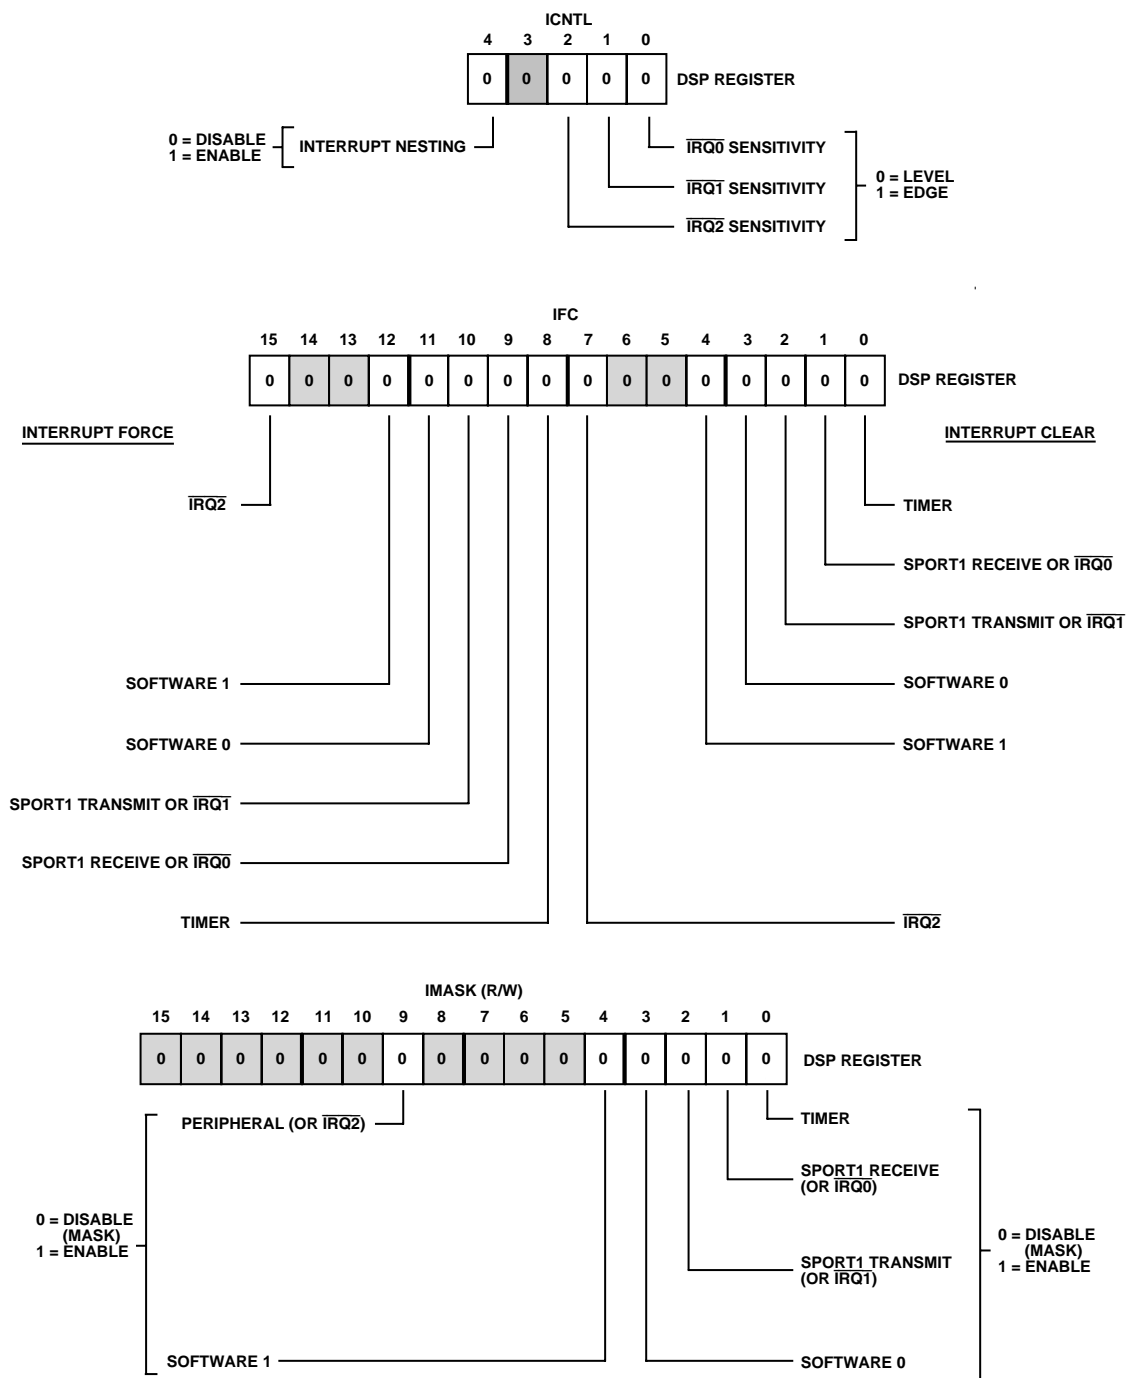 ICNTL
4 3 2 1 0
0 0 0 0 0 DSP REGISTER
0 = DISABLE
1 = ENABLE
INTERRUPT NESTING
IRQ0 SENSITIVITY
IRQ1 SENSITIVITY
IRQ2 SENSITIVITY
0 = LEVEL
1 = EDGE
IFC
15 14 13 12 11 10 9 8 7 6 5 4 3 2 1 0
0 0 0 0 0 0 0 0 0 0 0 0 0 0 0 0 DSP REGISTER
INTERRUPT FORCE
INTERRUPT CLEAR
IRQ2
TIMER
SPORT1 RECEIVE OR IRQ0
SPORT1 TRANSMIT OR IRQ1
SOFTWARE 1
SOFTWARE 0
SOFTWARE 0
SOFTWARE 1
SPORT1 TRANSMIT OR IRQ1
SPORT1 RECEIVE OR IRQ0
TIMER
IRQ2
IMASK (R/W)
15 14 13 12 11 10 9 8 7 6 5 4 3 2 1 0
0 0 0 0 0 0 0 0 0 0 0 0 0 0 0 0 DSP REGISTER
PERIPHERAL (OR IRQ2)
TIMER
SPORT1 RECEIVE
(OR IRQ0)
0 = DISABLE
(MASK)
1 = ENABLE
0 = DISABLE
(MASK)
1 = ENABLE
SPORT1 TRANSMIT
(OR IRQ1)
SOFTWARE 1
SOFTWARE 0